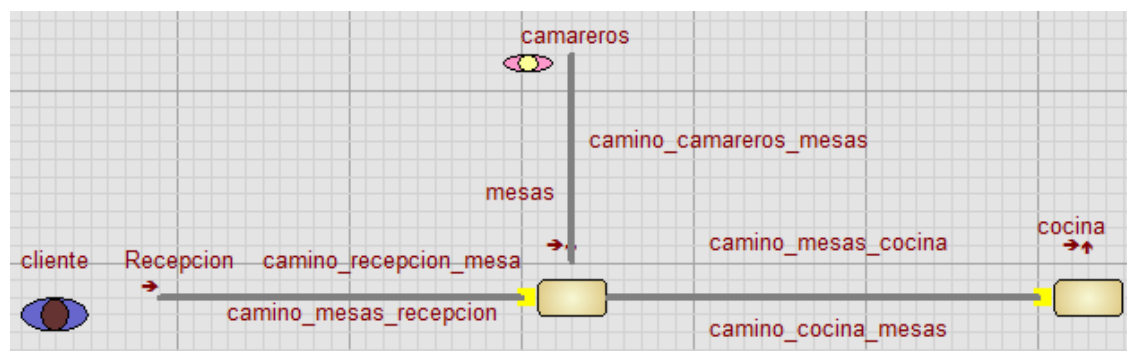 camareros
camino_camareros_mesas
mesas
cocina
camino_mesas_cocina
cliente
Recepcion
camino_recepcion_mesa
camino_mesas_recepcion
camino_cocina_mesas